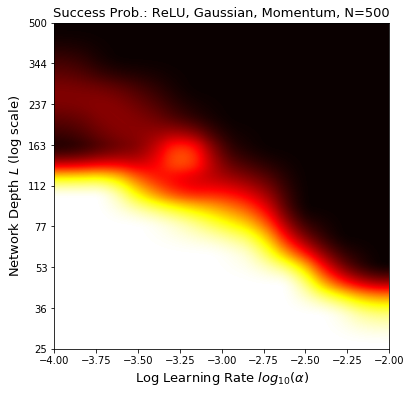 Success Prob.: ReLU, Gaussian, Momentum, N=500
Network Depth L (log scale)
500
344
237
163
112
77
53
36
25
−4.00 −3.75 −3.50 −3.25 −3.00 −2.75 −2.50 −2.25 −2.00
Log Learning Rate log₁₀(α)